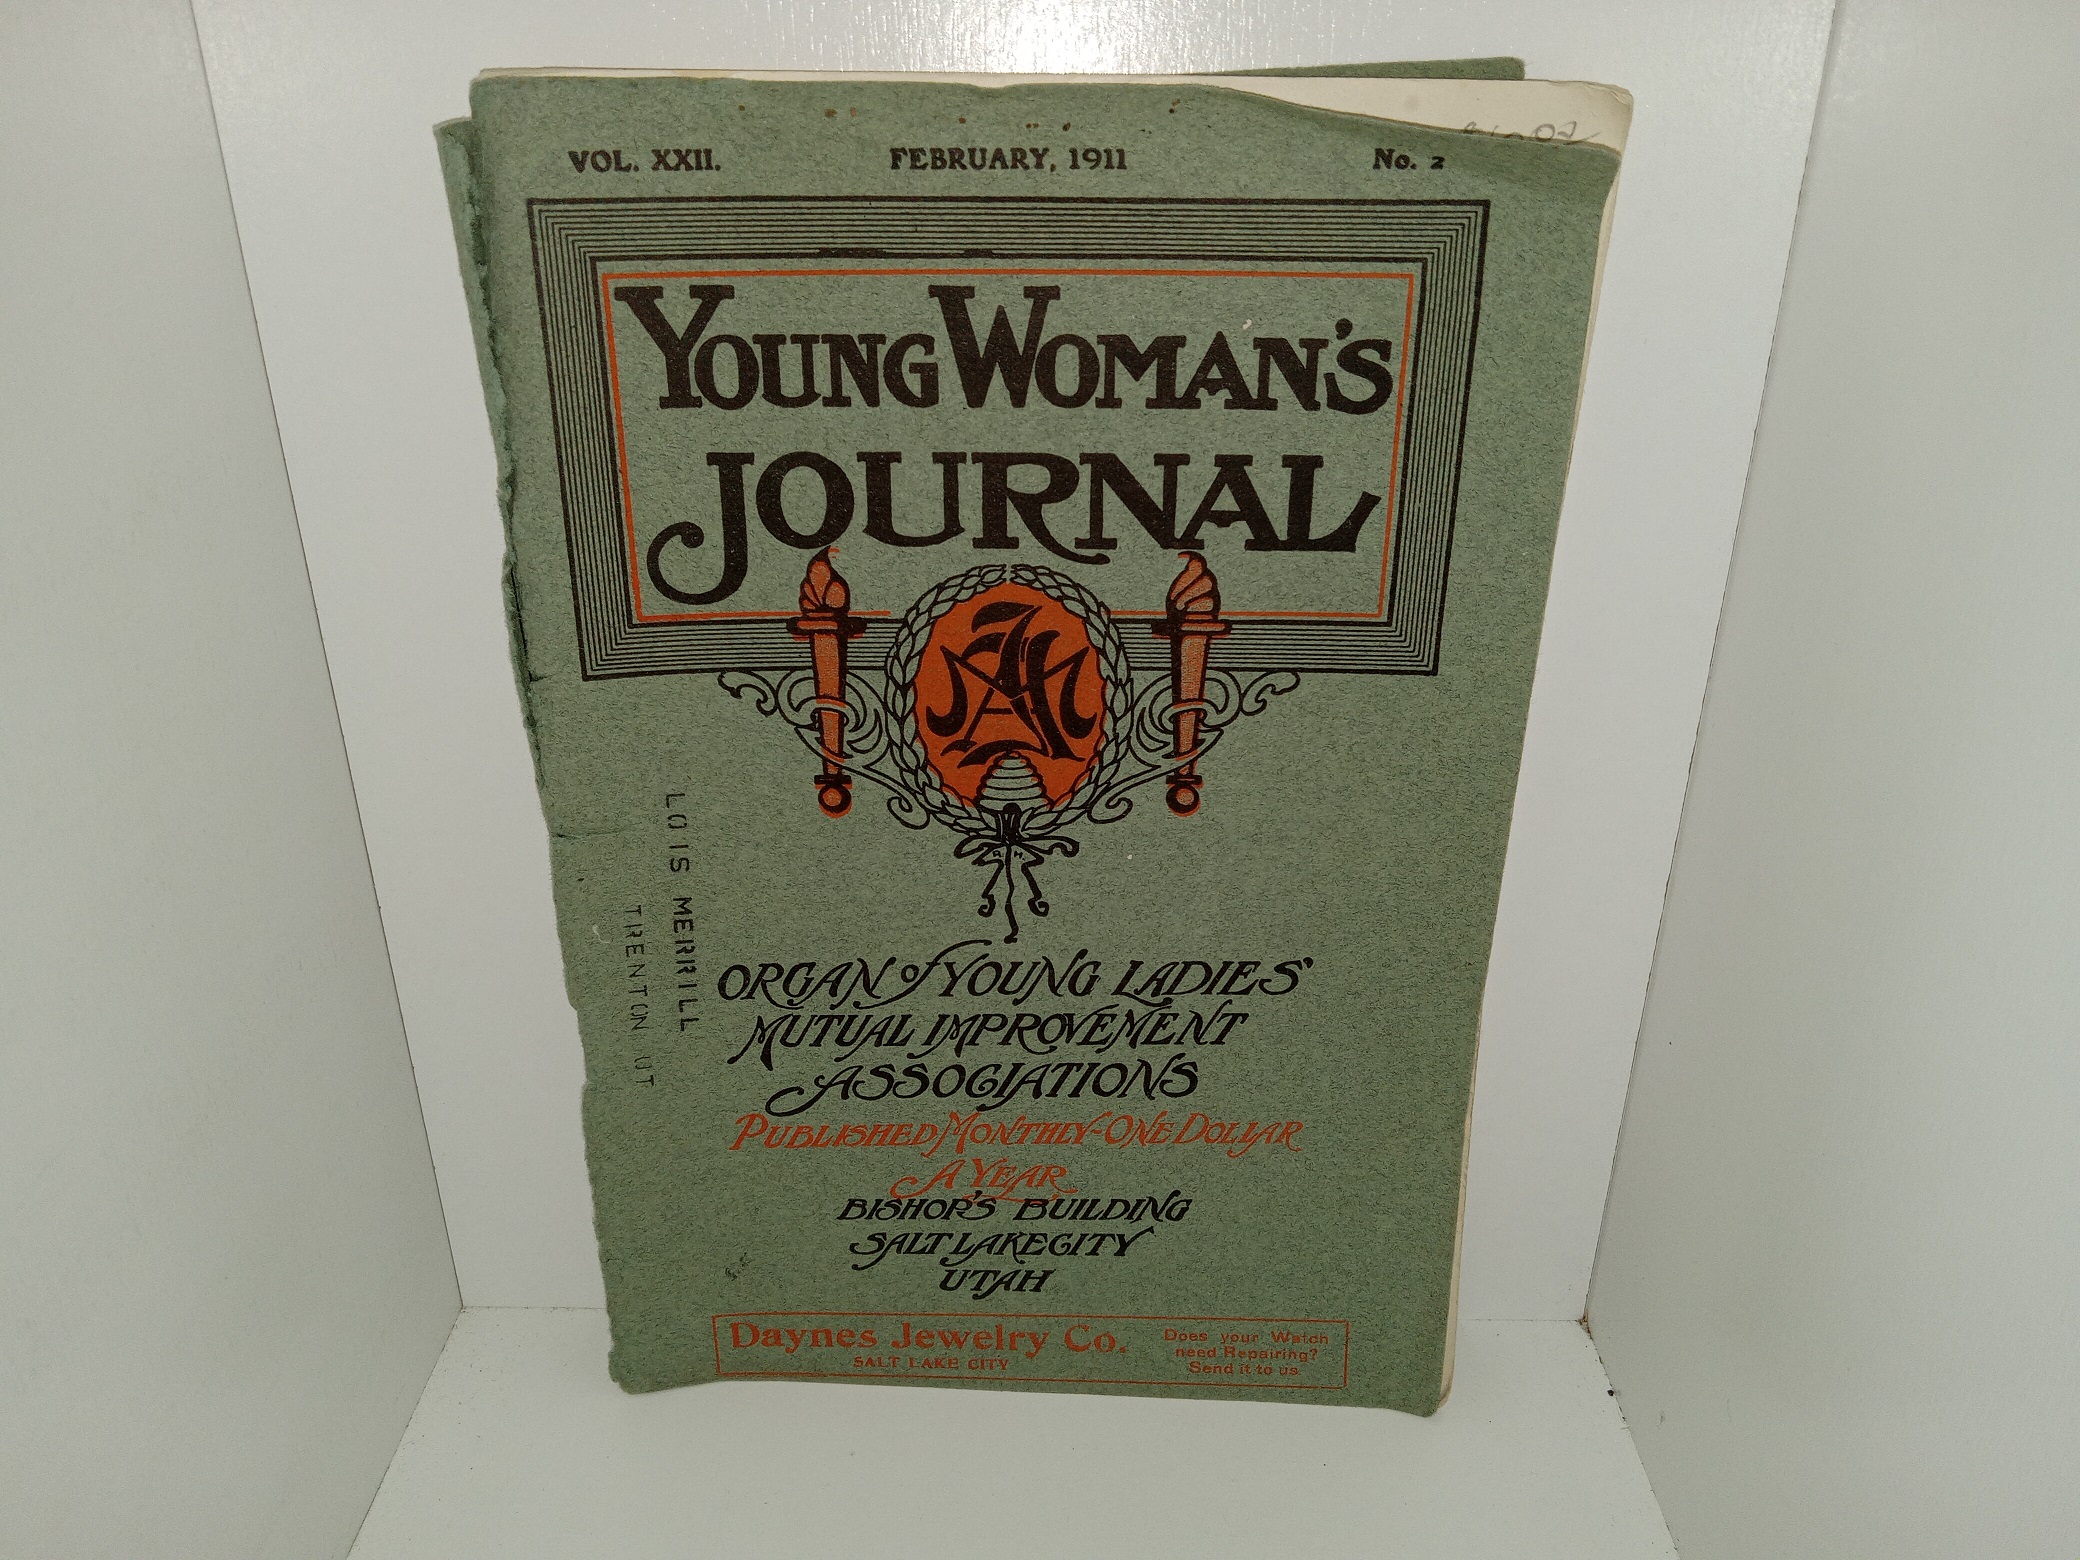 VOL. XXII. FEBRUARY, 1911 No. 2
YOUNG WOMAN'S
JOURNAL
LOIS MERRILL
TRENTON UT
ORGAN of YOUNG LADIES'
MUTUAL IMPROVEMENT
ASSOCIATIONS
PUBLISHED MONTHLY-ONE DOLLAR
A YEAR
BISHOP'S BUILDING
SALT LAKE CITY
UTAH
Daynes Jewelry Co.
SALT LAKE CITY
Does your Watch
need Repairing?
Send it to us